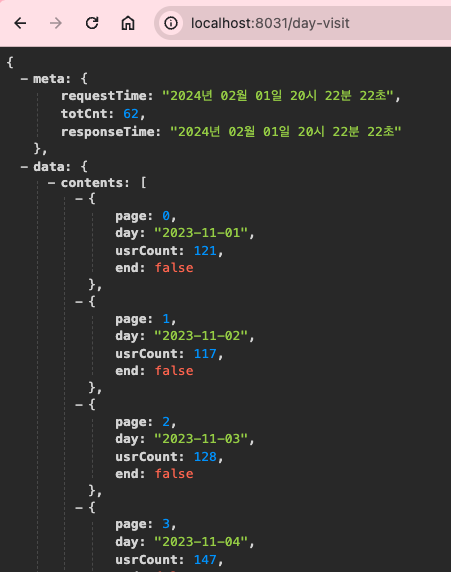 localhost:8031/day-visit
{
– meta: {
requestTime: "2024년 02월 01일 20시 22분 22초",
totCnt: 62,
responseTime: "2024년 02월 01일 20시 22분 22초"
},
– data: {
– contents: [
– {
page: 0,
day: "2023-11-01",
usrCount: 121,
end: false
},
– {
page: 1,
day: "2023-11-02",
usrCount: 117,
end: false
},
– {
page: 2,
day: "2023-11-03",
usrCount: 128,
end: false
},
– {
page: 3,
day: "2023-11-04",
usrCount: 147,